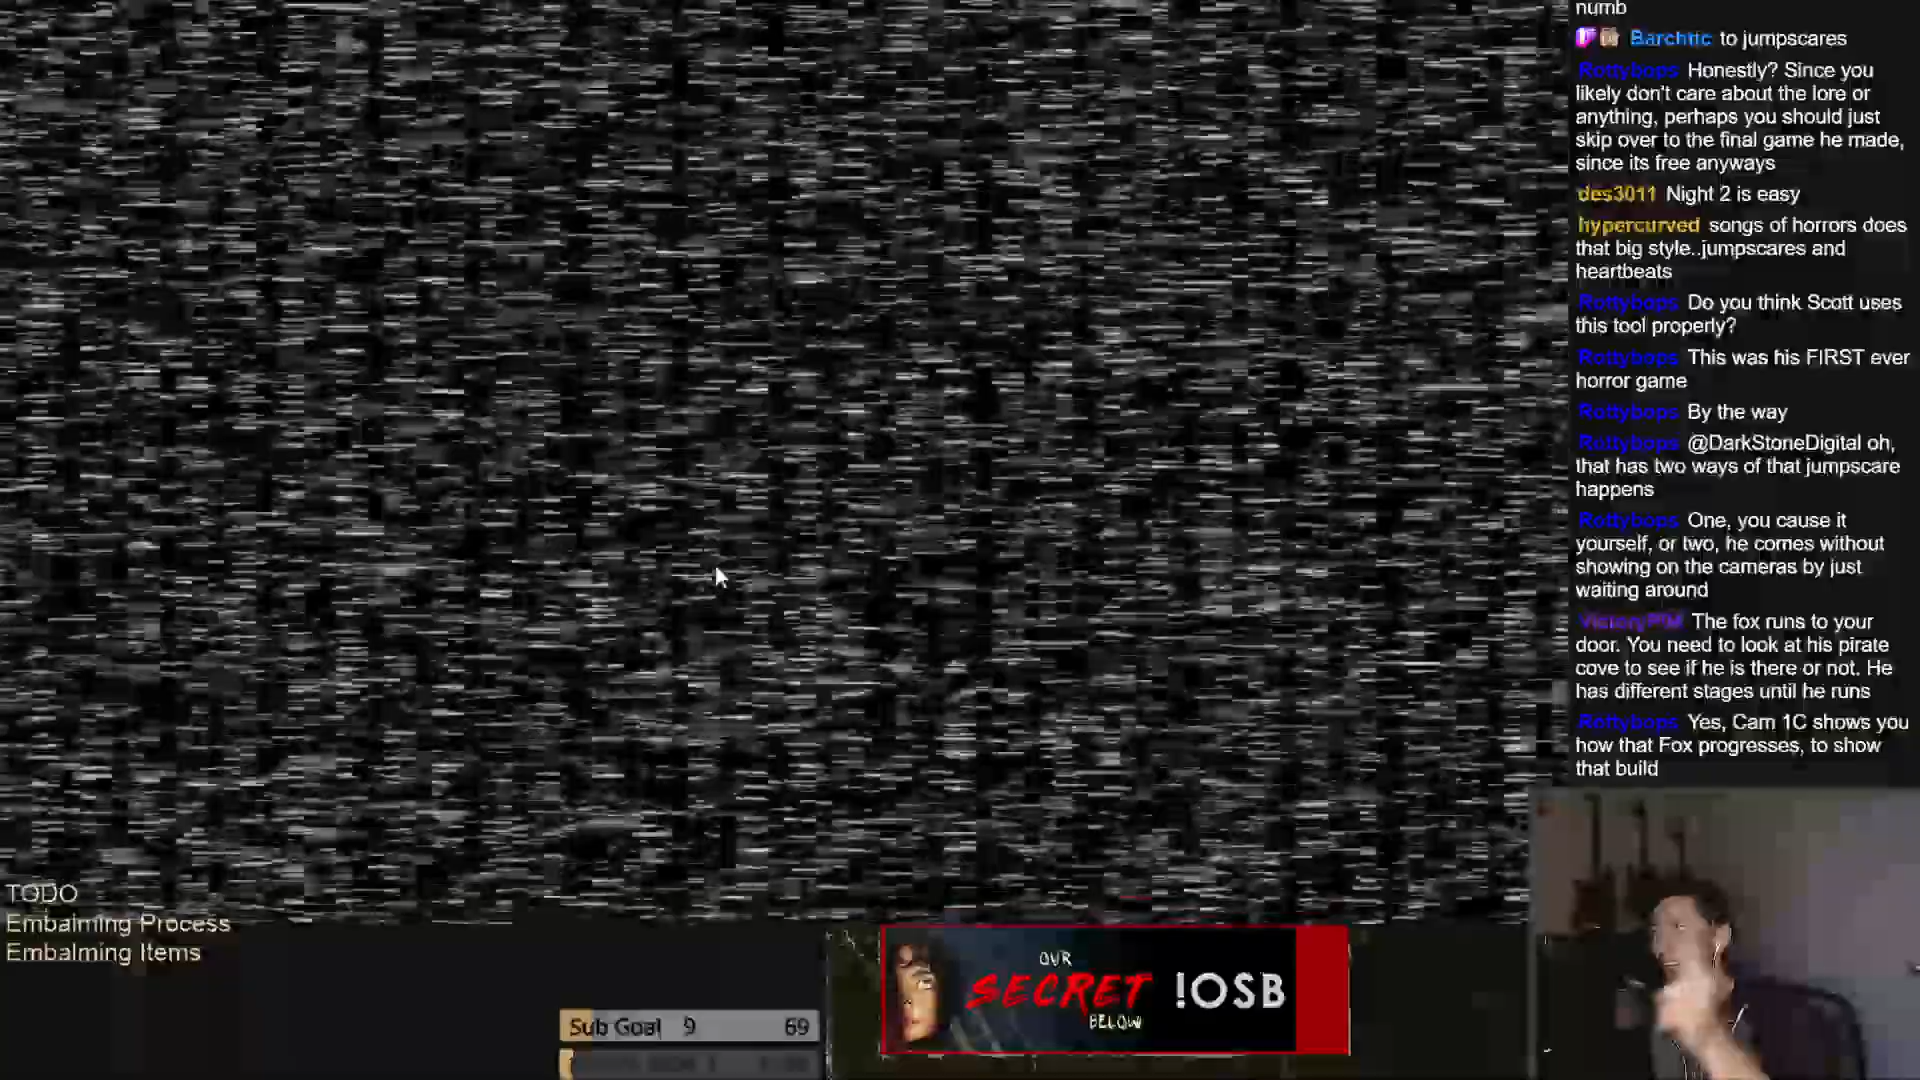 numb
Barchtic to jumpscares
Rottybops Honestly? Since you
likely don't care about the lore or
anything, perhaps you should just
skip over to the final game he made,
since its free anyways
des3011 Night 2 is easy
hypercurved songs of horrors does
that big style..jumpscares and
heartbeats
Rottybops Do you think Scott uses
this tool properly?
Rottybops This was his FIRST ever
horror game
Rottybops By the way
Rottybops @DarkStoneDigital oh,
that has two ways of that jumpscare
happens
Rottybops One, you cause it
yourself, or two, he comes without
showing on the cameras by just
waiting around
The fox runs to your
door. You need to look at his pirate
cove to see if he is there or not. He
has different stages until he runs
Rottybops Yes, Cam 1C shows you
how that Fox progresses, to show
that build
TODO
Embalming Process
Embalming Items
Sub Goal 9 69
OUR
SECRET
BELOW
!OSB